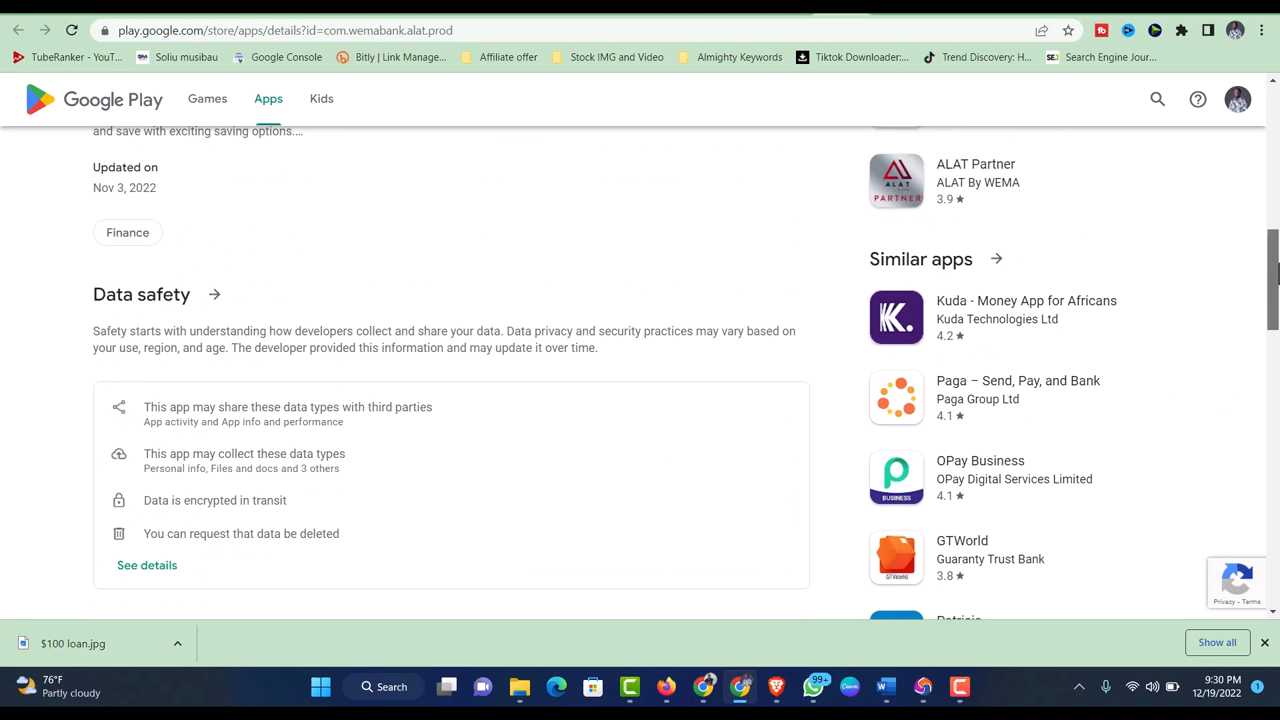 play.google.com/store/apps/details?id=com.wemabank.alat.prod
TubeRanker - YouT...
Soliu musibau
Google Console
Bitly | Link Manage...
Affiliate offer
Stock IMG and Video
Almighty Keywords
Tiktok Downloader:...
Trend Discovery: H...
Search Engine Jour...
Google Play
Games
Apps
Kids
and save with exciting saving options....
Updated on
Nov 3, 2022
Finance
Data safety
Safety starts with understanding how developers collect and share your data. Data privacy and security practices may vary based on
your use, region, and age. The developer provided this information and may update it over time.
This app may share these data types with third parties
App activity and App info and performance
This app may collect these data types
Personal info, Files and docs and 3 others
Data is encrypted in transit
You can request that data be deleted
See details
ALAT
PARTNER
ALAT Partner
ALAT By WEMA
3.9 ★
Similar apps
K.
Kuda - Money App for Africans
Kuda Technologies Ltd
4.2 ★
Paga – Send, Pay, and Bank
Paga Group Ltd
4.1 ★
BUSINESS
OPay Business
OPay Digital Services Limited
4.1 ★
GTWorld
GTWorld
Guaranty Trust Bank
3.8 ★
Privacy - Terms
$100 loan.jpg
Show all
76°F
Partly cloudy
Search
99+
9:30 PM
12/19/2022
1